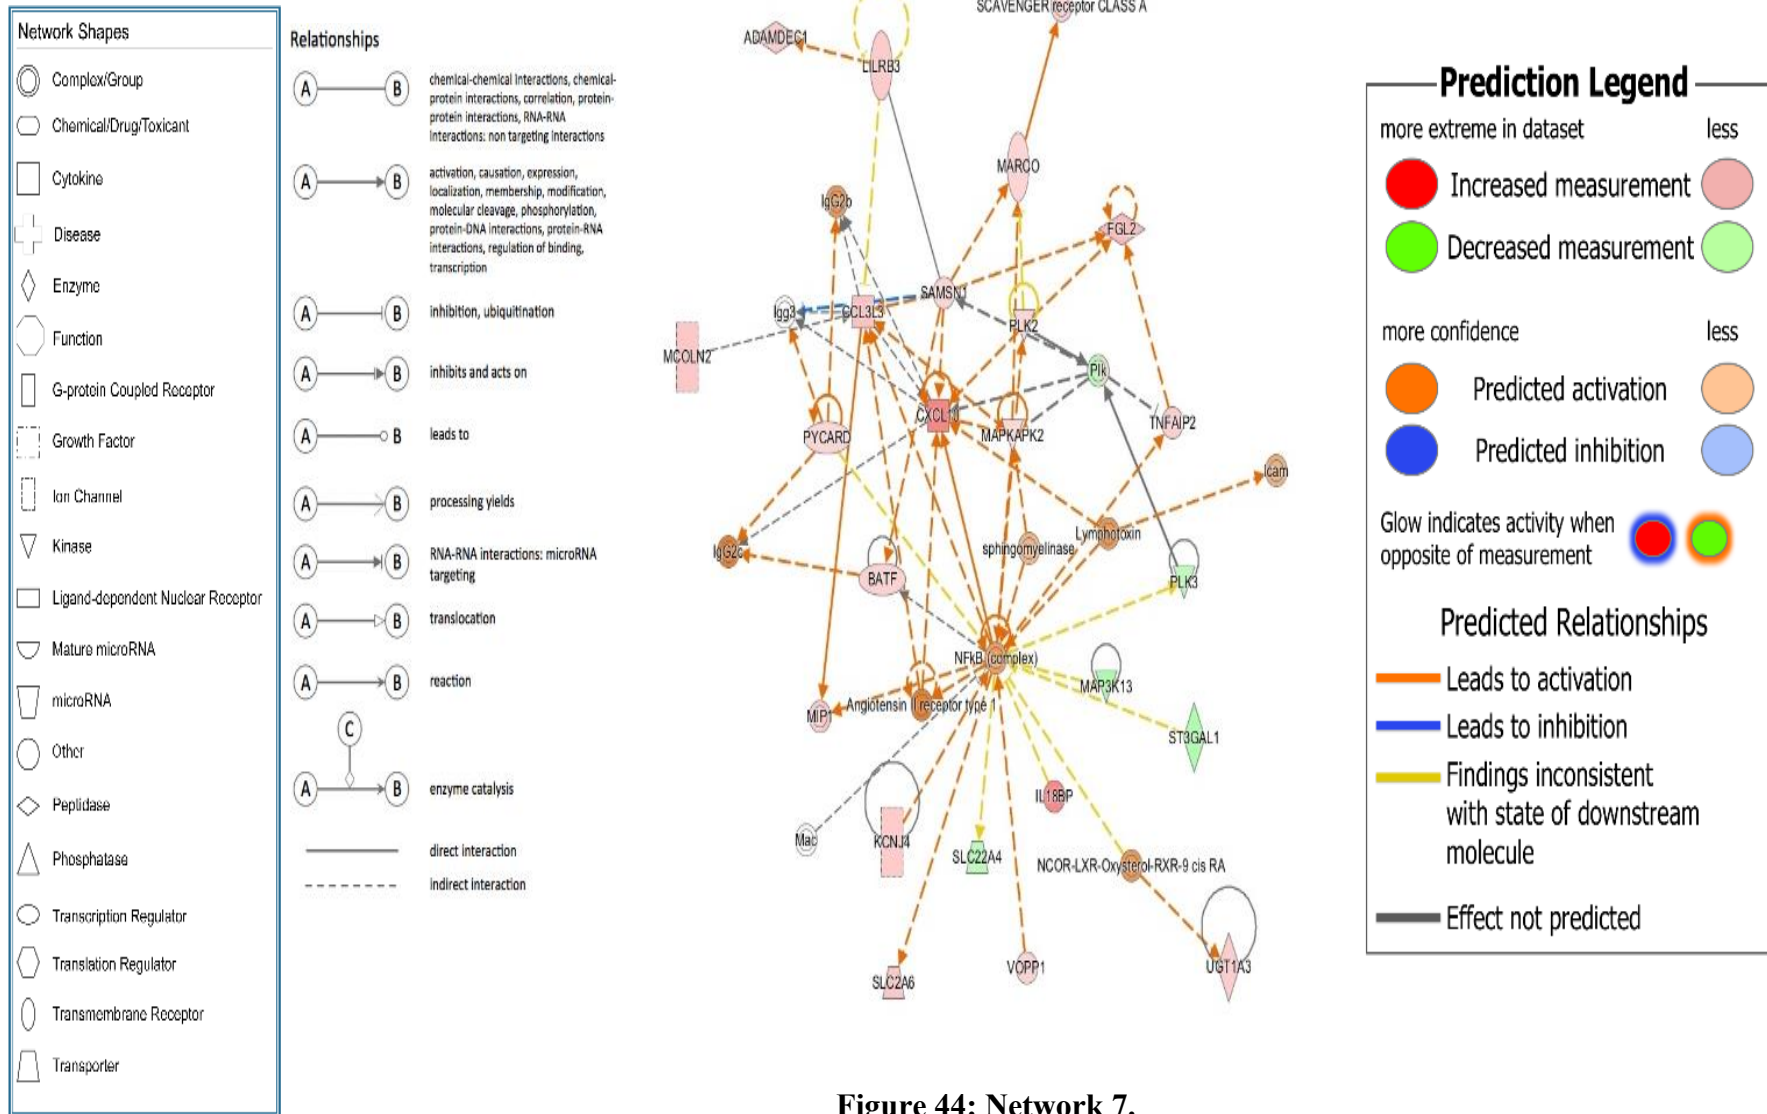 Network Shapes
Complex/Group
Chemical/Drug/Toxicant
Cytokine
Disease
Enzyme
Function
G-protein Coupled Receptor
Growth Factor
Ion Channel
Kinase
Ligand-dependent Nuclear Receptor
Mature microRNA
microRNA
Other
Peptidase
Phosphatase
Transcription Regulator
Translation Regulator
Transmembrane Receptor
Transporter
Relationships
A B
chemical-chemical interactions, chemical-
protein interactions, correlation, protein-
protein interactions, RNA-RNA
interactions: non targeting interactions
A B
activation, causation, expression,
localization, membership, modification,
molecular cleavage, phosphorylation,
protein-DNA interactions, protein-RNA
interactions, regulation of binding,
transcription
A B inhibition, ubiquitination
A B inhibits and acts on
A B leads to
A B processing yields
A B RNA-RNA interactions: microRNA
targeting
A B translocation
A B reaction
C
A B enzyme catalysis
direct interaction
indirect interaction
SCAVENGER receptor CLASS A
ADAMDEC1
LILRB3
MARCO
IgG2b
FGL2
SAMSN1
Igg3
CCL3L3
PLK2
MCOLN2
Plk
CXCL10
TNFAIP2
PYCARD
MAPKAPK2
Icam
Lymphotoxin
sphingomyelinase
IgG2c
BATF
PLK3
NFkB (complex)
MAP3K13
Angiotensin II receptor type 1
MIP1
ST3GAL1
IL18BP
Mac
KCNJ4
SLC22A4
NCOR-LXR-Oxysterol-RXR-9 cis RA
SLC2A6
VOPP1
UGT1A3
Prediction Legend
more extreme in dataset less
Increased measurement
Decreased measurement
more confidence less
Predicted activation
Predicted inhibition
Glow indicates activity when
opposite of measurement
Predicted Relationships
Leads to activation
Leads to inhibition
Findings inconsistent
with state of downstream
molecule
Effect not predicted
Figure 44: Network 7.